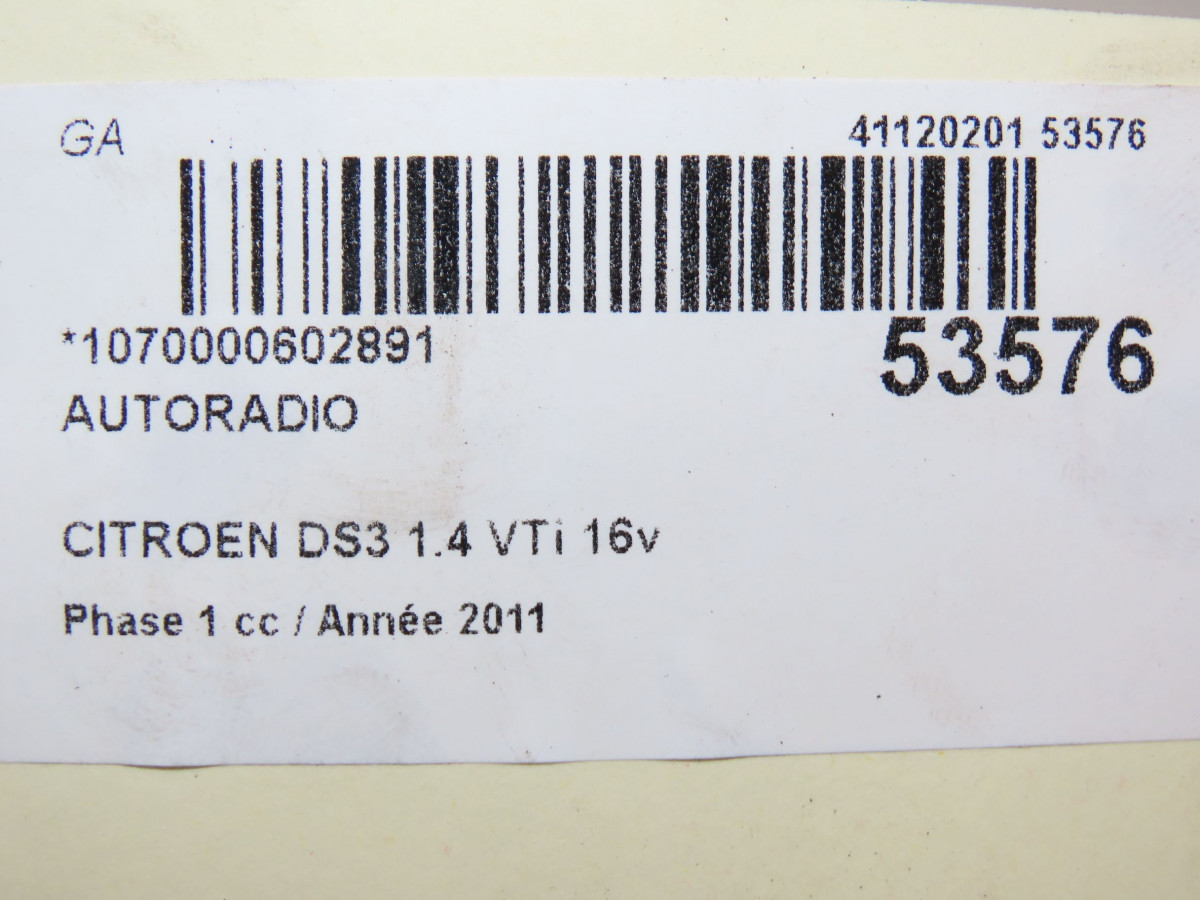 GA 41120201 53576
*1070000602891 53576
AUTORADIO
CITROEN DS3 1.4 VTi 16v
Phase 1 cc / Année 2011